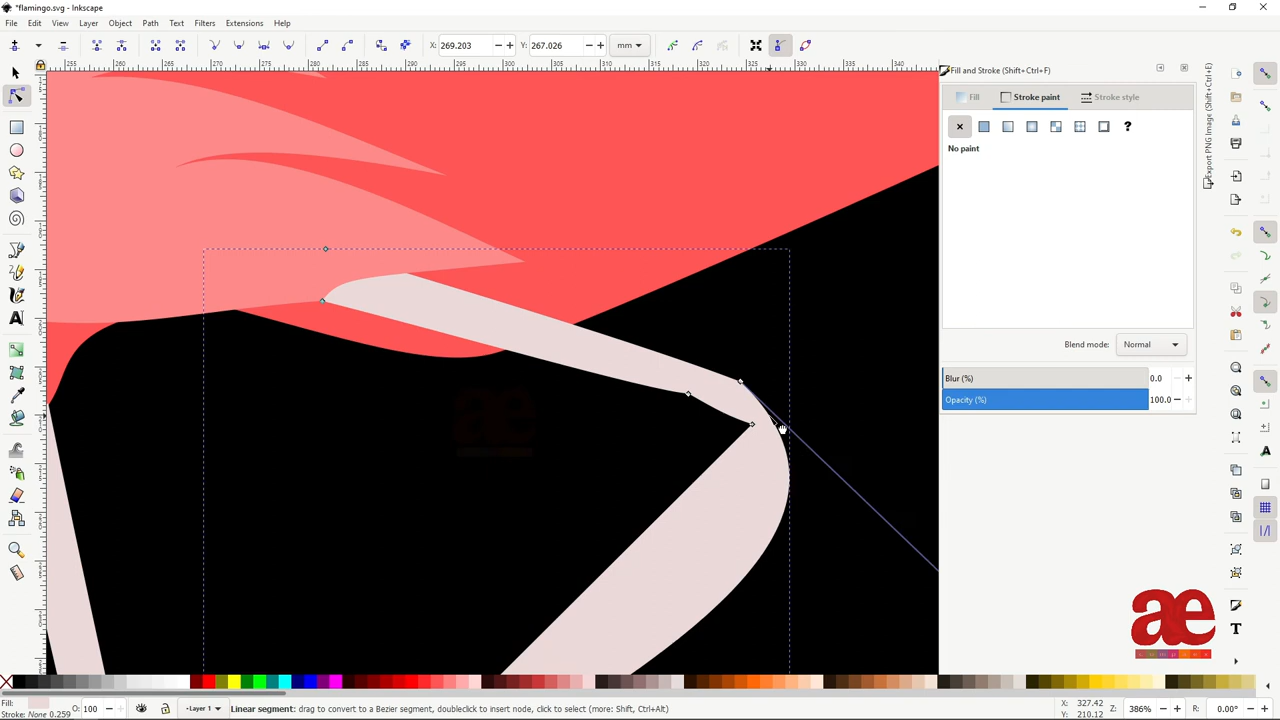 *flamingo.svg - Inkscape
File Edit View Layer Object Path Text Filters Extensions Help
X: 269.203 Y: 267.026 mm
Fill and Stroke (Shift+Ctrl+F)
Fill Stroke paint Stroke style
No paint
Blend mode: Normal
Blur (%) 0.0
Opacity (%) 100.0
Export PNG Image (Shift+Ctrl+E)
æ
æ
Fill: O: 100 -Layer 1 Linear segment: drag to convert to a Bezier segment, doubleclick to insert node, click to select (more: Shift, Ctrl+Alt) X: 327.42 Z: 386% R: 0.00°
Stroke: None 0.259 Y: 210.12